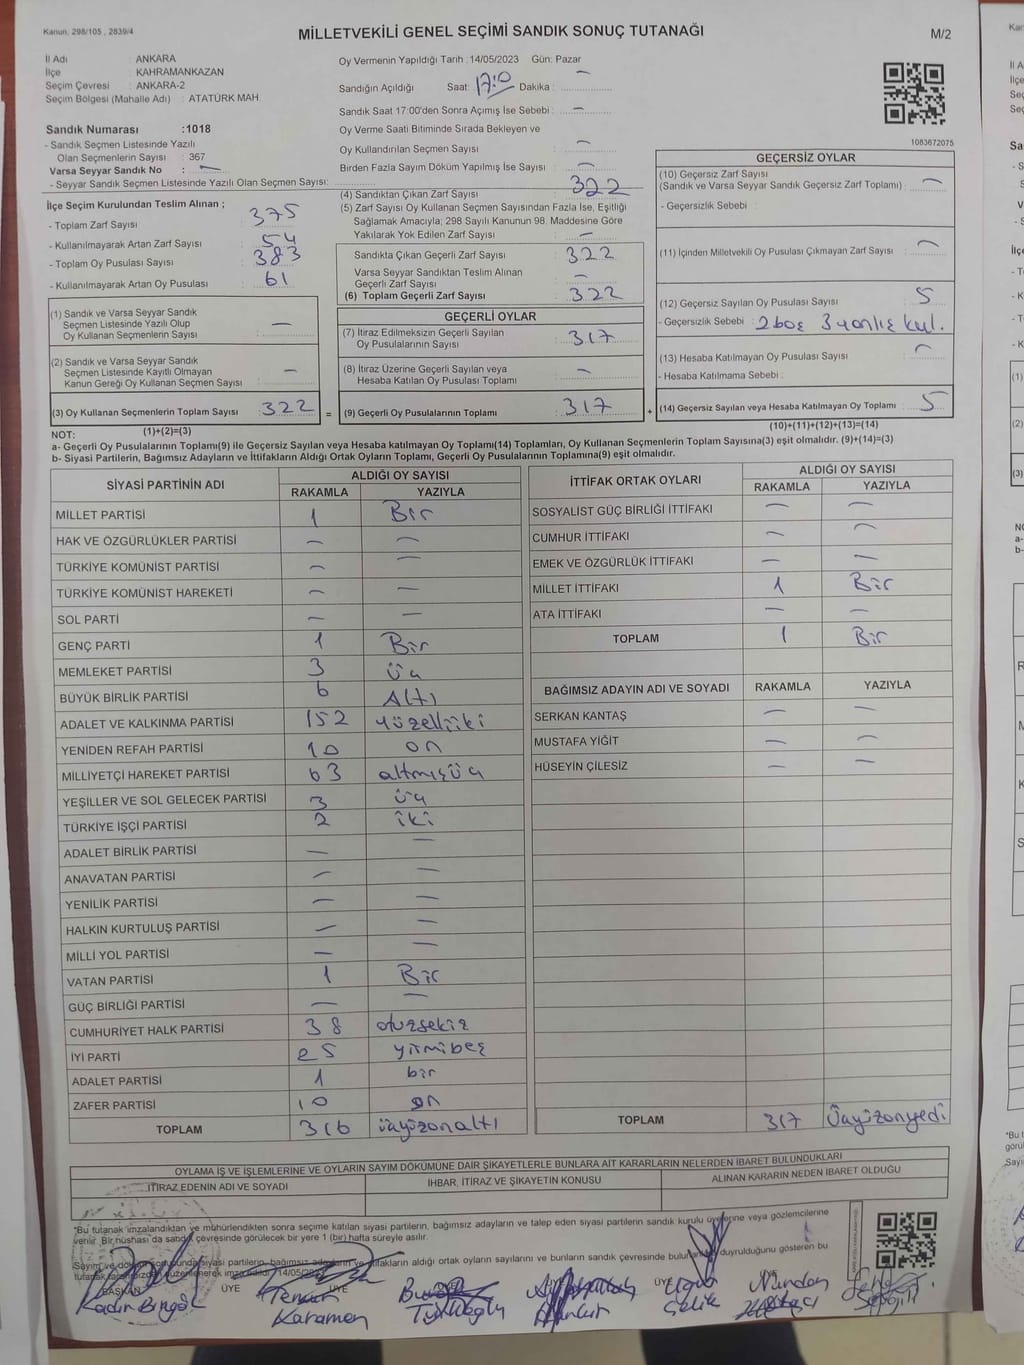 Kanun, 298/105 , 2839/4
MİLLETVEKİLİ GENEL SEÇİMİ SANDIK SONUÇ TUTANAĞI
M/2
İl Adı : ANKARA
İlçe : KAHRAMANKAZAN
Seçim Çevresi : ANKARA-2
Seçim Bölgesi (Mahalle Adı) : ATATÜRK MAH.
Oy Vermenin Yapıldığı Tarih : 14/05/2023 Gün: Pazar
Sandığın Açıldığı Saat: 17:0 Dakika : —
Sandık Saat 17:00'den Sonra Açımış İse Sebebi : —
Sandık Numarası :1018
- Sandık Seçmen Listesinde Yazılı
Olan Seçmenlerin Sayısı : 367
Varsa Seyyar Sandık No : —
- Seyyar Sandık Seçmen Listesinde Yazılı Olan Seçmen Sayısı:
Oy Verme Saati Bitiminde Sırada Bekleyen ve
Oy Kullandırılan Seçmen Sayısı : —
Birden Fazla Sayım Döküm Yapılmış İse Sayısı : —
(4) Sandıktan Çıkan Zarf Sayısı : 322
(5) Zarf Sayısı Oy Kullanan Seçmen Sayısından Fazla İse, Eşitliği
Sağlamak Amacıyla; 298 Sayılı Kanunun 98. Maddesine Göre
Yakılarak Yok Edilen Zarf Sayısı : —
İlçe Seçim Kurulundan Teslim Alınan ;
- Toplam Zarf Sayısı : 375
- Kullanılmayarak Artan Zarf Sayısı : 54
- Toplam Oy Pusulası Sayısı : 383
- Kullanılmayarak Artan Oy Pusulası : 61
Sandıkta Çıkan Geçerli Zarf Sayısı : 322
Varsa Seyyar Sandıktan Teslim Alınan
Geçerli Zarf Sayısı : —
(6) Toplam Geçerli Zarf Sayısı : 322
1083672075
GEÇERSİZ OYLAR
(10) Geçersiz Zarf Sayısı
(Sandık ve Varsa Seyyar Sandık Geçersiz Zarf Toplamı) : —
- Geçersizlik Sebebi :
(11) İçinden Milletvekili Oy Pusulası Çıkmayan Zarf Sayısı : —
(12) Geçersiz Sayılan Oy Pusulası Sayısı : 5
- Geçersizlik Sebebi : 2 boş 3 yanlış kul.
(13) Hesaba Katılmayan Oy Pusulası Sayısı : —
- Hesaba Katılmama Sebebi :
(14) Geçersiz Sayılan veya Hesaba Katılmayan Oy Toplamı : 5
(10)+(11)+(12)+(13)=(14)
(1) Sandık ve Varsa Seyyar Sandık
Seçmen Listesinde Yazılı Olup
Oy Kullanan Seçmenlerin Sayısı : —
(2) Sandık ve Varsa Seyyar Sandık
Seçmen Listesinde Kayıtlı Olmayan
Kanun Gereği Oy Kullanan Seçmen Sayısı : —
(3) Oy Kullanan Seçmenlerin Toplam Sayısı : 322 =
(1)+(2)=(3)
GEÇERLİ OYLAR
(7) İtiraz Edilmeksizin Geçerli Sayılan
Oy Pusulalarının Sayısı : 317
(8) İtiraz Üzerine Geçerli Sayılan veya
Hesaba Katılan Oy Pusulası Toplamı : —
(9) Geçerli Oy Pusulalarının Toplamı : 317 +
NOT:
a- Geçerli Oy Pusulalarının Toplamı(9) ile Geçersiz Sayılan veya Hesaba katılmayan Oy Toplamı(14) Toplamları, Oy Kullanan Seçmenlerin Toplam Sayısına(3) eşit olmalıdır. (9)+(14)=(3)
b- Siyasi Partilerin, Bağımsız Adayların ve İttifakların Aldığı Ortak Oyların Toplamı, Geçerli Oy Pusulalarının Toplamına(9) eşit olmalıdır.
SİYASİ PARTİNİN ADI ALDIĞI OY SAYISI
RAKAMLA YAZIYLA
MİLLET PARTİSİ 1 Bir
HAK VE ÖZGÜRLÜKLER PARTİSİ — —
TÜRKİYE KOMÜNİST PARTİSİ — —
TÜRKİYE KOMÜNİST HAREKETİ — —
SOL PARTİ — —
GENÇ PARTİ 1 Bir
MEMLEKET PARTİSİ 3 üç
BÜYÜK BİRLİK PARTİSİ 6 Altı
ADALET VE KALKINMA PARTİSİ 152 yüzelliiki
YENİDEN REFAH PARTİSİ 10 on
MİLLİYETÇİ HAREKET PARTİSİ 63 altmışüç
YEŞİLLER VE SOL GELECEK PARTİSİ 3 üç
TÜRKİYE İŞÇİ PARTİSİ 2 iki
ADALET BİRLİK PARTİSİ — —
ANAVATAN PARTİSİ — —
YENİLİK PARTİSİ — —
HALKIN KURTULUŞ PARTİSİ — —
MİLLİ YOL PARTİSİ — —
VATAN PARTİSİ 1 Bir
GÜÇ BİRLİĞİ PARTİSİ — —
CUMHURİYET HALK PARTİSİ 38 otuzsekiz
İYİ PARTİ 25 yirmibeş
ADALET PARTİSİ 1 bir
ZAFER PARTİSİ 10 on
TOPLAM 316 üçyüzonaltı
İTTİFAK ORTAK OYLARI ALDIĞI OY SAYISI
RAKAMLA YAZIYLA
SOSYALİST GÜÇ BİRLİĞİ İTTİFAKI — —
CUMHUR İTTİFAKI — —
EMEK VE ÖZGÜRLÜK İTTİFAKI — —
MİLLET İTTİFAKI 1 Bir
ATA İTTİFAKI — —
TOPLAM 1 Bir
BAĞIMSIZ ADAYIN ADI VE SOYADI RAKAMLA YAZIYLA
SERKAN KANTAŞ — —
MUSTAFA YİĞİT — —
HÜSEYİN ÇİLESİZ — —
TOPLAM 317 Üçyüzonyedi
OYLAMA İŞ VE İŞLEMLERİNE VE OYLARIN SAYIM DÖKÜMÜNE DAİR ŞİKAYETLERLE BUNLARA AİT KARARLARIN NELERDEN İBARET BULUNDUKLARI
İTİRAZ EDENİN ADI VE SOYADI İHBAR, İTİRAZ VE ŞİKAYETİN KONUSU ALINAN KARARIN NEDEN İBARET OLDUĞU
*Bu tutanak imzalandıktan ve mühürlendikten sonra seçime katılan siyasi partilerin, bağımsız adayların ve talep eden siyasi partilerin sandık kurulu üyelerine veya gözlemcilerine
verilir. Bir nüshası da sandık çevresinde görülecek bir yere 1 (bir) hafta süreyle asılır.
Sayım ve döküm sonunda siyasi partilerin, bağımsız adayların ve ittifakların aldığı ortak oyların sayılarını ve bunların sandık çevresinde bulunanlara duyrulduğunu gösteren bu
tutanak tarafımızdan düzenlenerek imza edildi. 14/05/2023
BAŞKAN ÜYE ÜYE ÜYE ÜYE
Kadir Bingöl
Karaman
Uğur Çelik
Nurdan